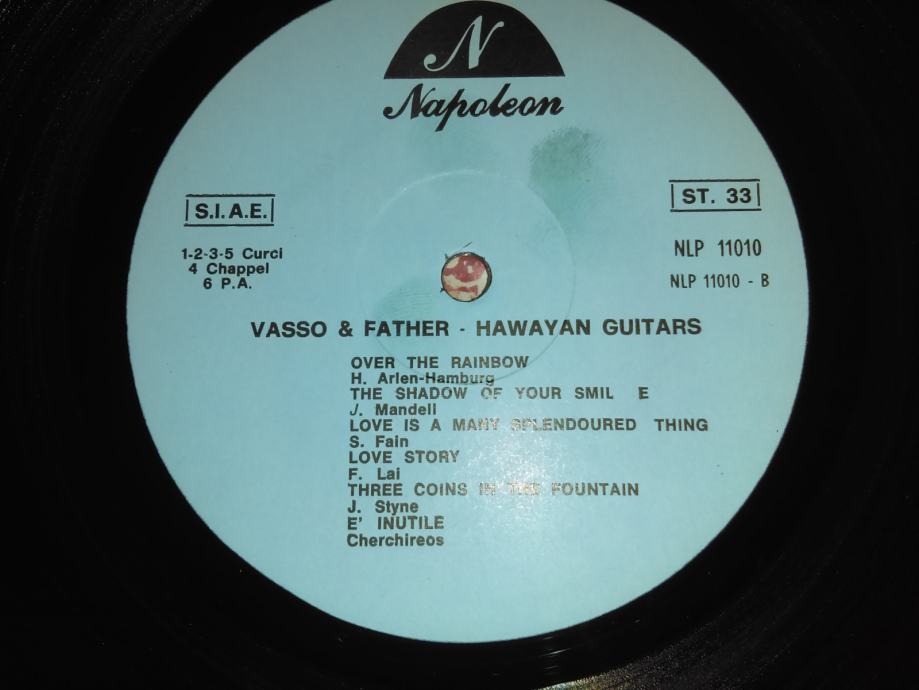 N
Napoleon
S.I.A.E.
ST. 33
1-2-3-5 Curci
4 Chappel
6 P.A.
NLP 11010
NLP 11010 - B
VASSO & FATHER - HAWAYAN GUITARS
OVER THE RAINBOW
H. Arlen-Hamburg
THE SHADOW OF YOUR SMIL E
J. Mandell
LOVE IS A MANY SPLENDOURED THING
S. Fain
LOVE STORY
F. Lai
THREE COINS IN THE FOUNTAIN
J. Styne
E' INUTILE
Cherchireos